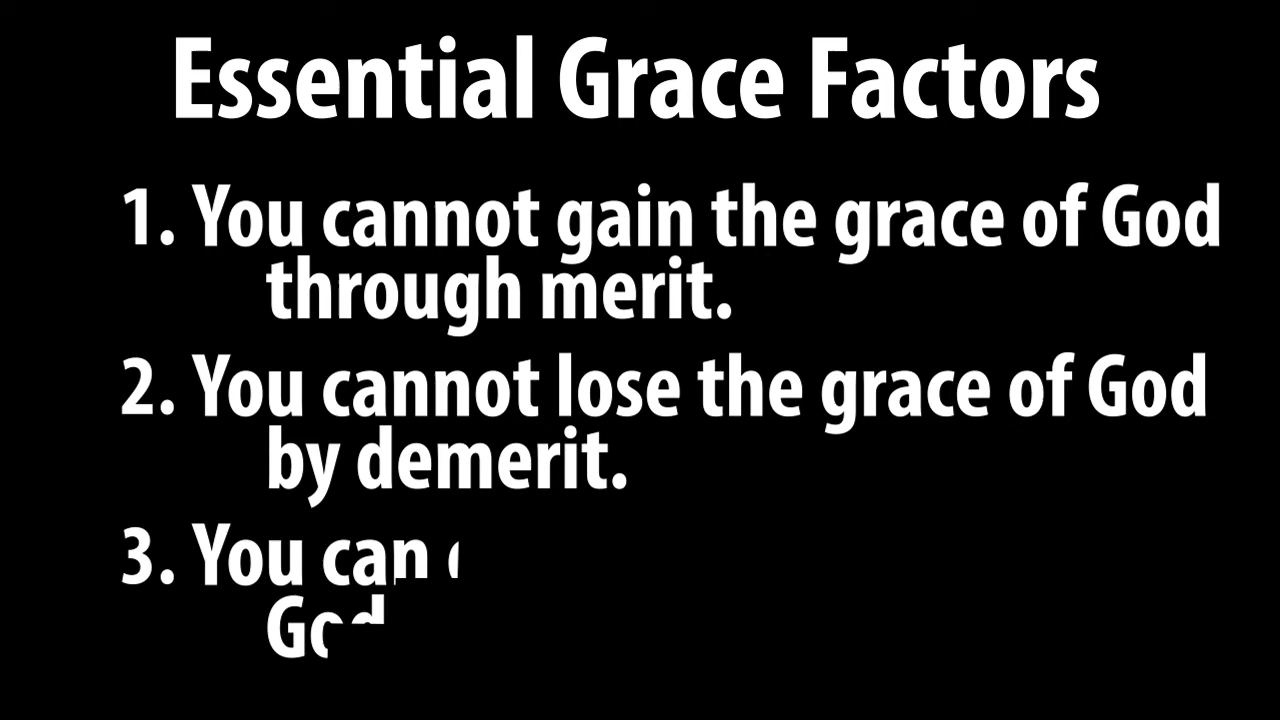 Essential Grace Factors
1. You cannot gain the grace of God
through merit.
2. You cannot lose the grace of God
by demerit.
3. You can
God